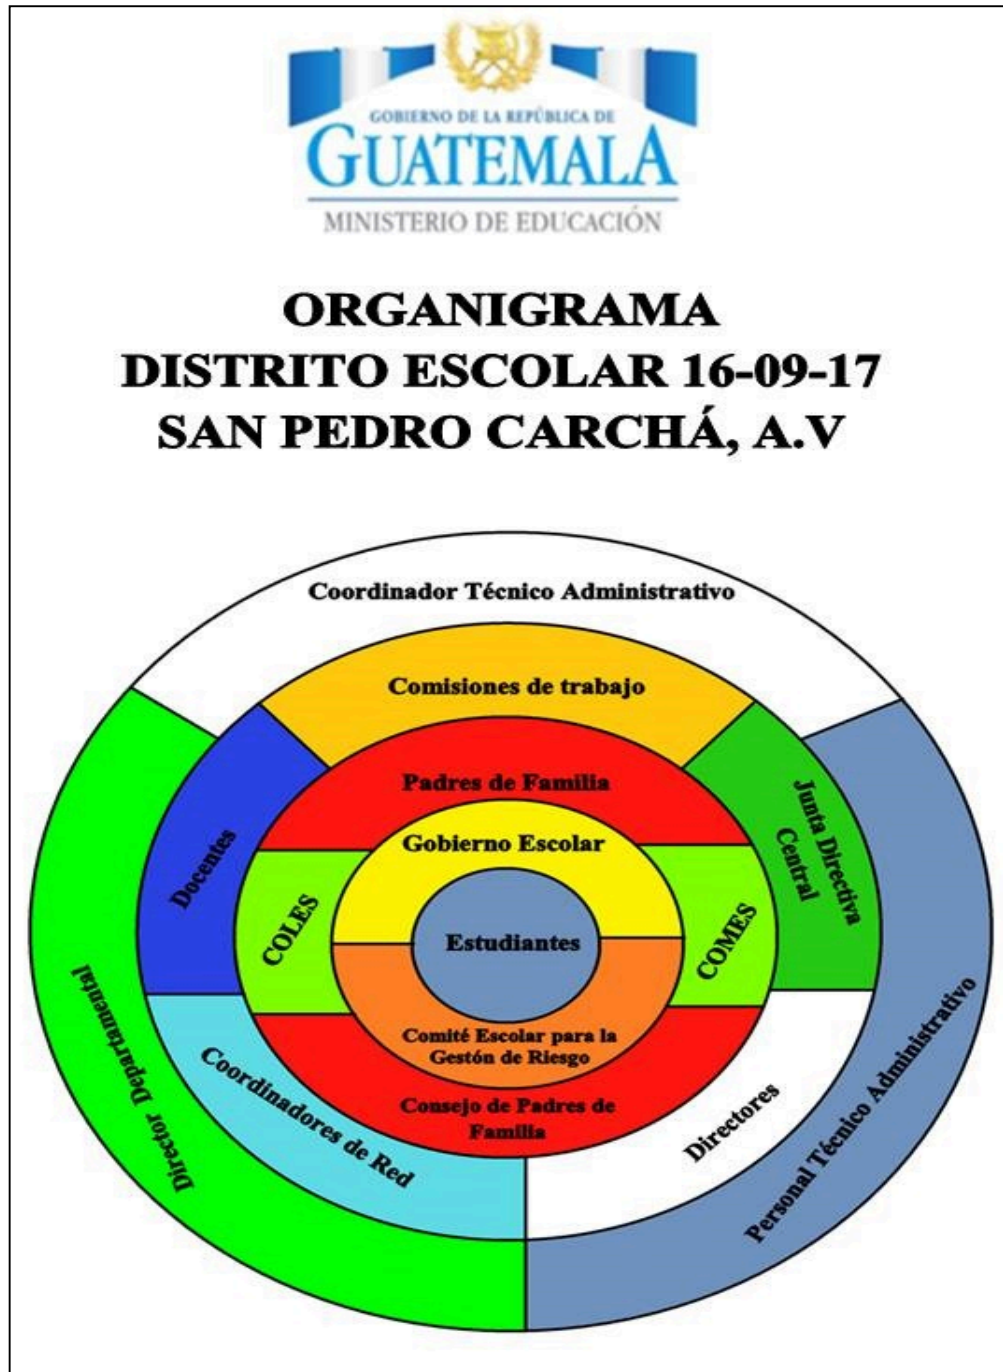 GOBIERNO DE LA REPÚBLICA DE
GUATEMALA
MINISTERIO DE EDUCACIÓN
ORGANIGRAMA
DISTRITO ESCOLAR 16-09-17
SAN PEDRO CARCHÁ, A.V
Coordinador Técnico Administrativo
Comisiones de trabajo
Padres de Familia
Gobierno Escolar
Docentes
Junta Directiva
Central
COLES
Estudiantes
COMES
Comité Escolar para la
Gestón de Riesgo
Consejo de Padres de
Familia
Coordinadores de Red
Directores
Director Departamental
Personal Técnico Administrativo